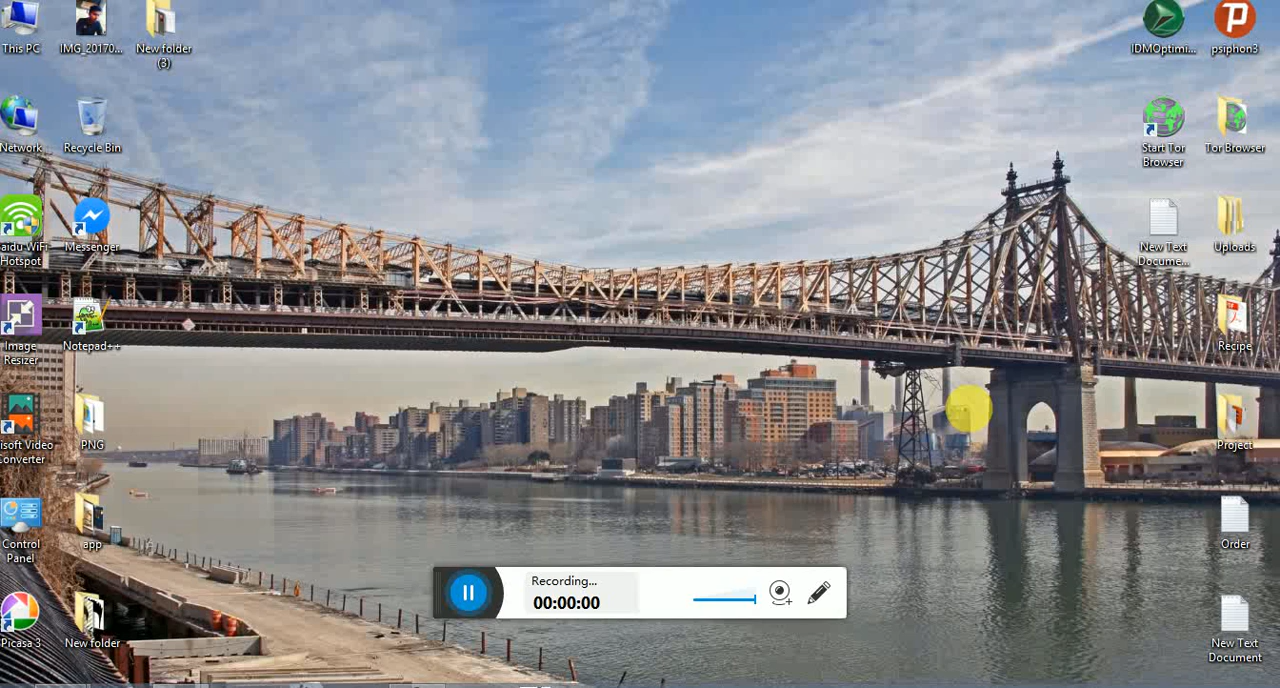 This PC
IMG_20170...
New folder
(3)
IDMOptimi...
psiphon3
Network
Recycle Bin
Start Tor
Browser
Tor Browser
aidu WiFi
Hotspot
Messenger
New Text
Docume...
Uploads
Image
Resizer
Notepad++
Recipe
isoft Video
Converter
PNG
Project
Control
Panel
app
Order
Recording...
00:00:00
Picasa 3
New folder
New Text
Document